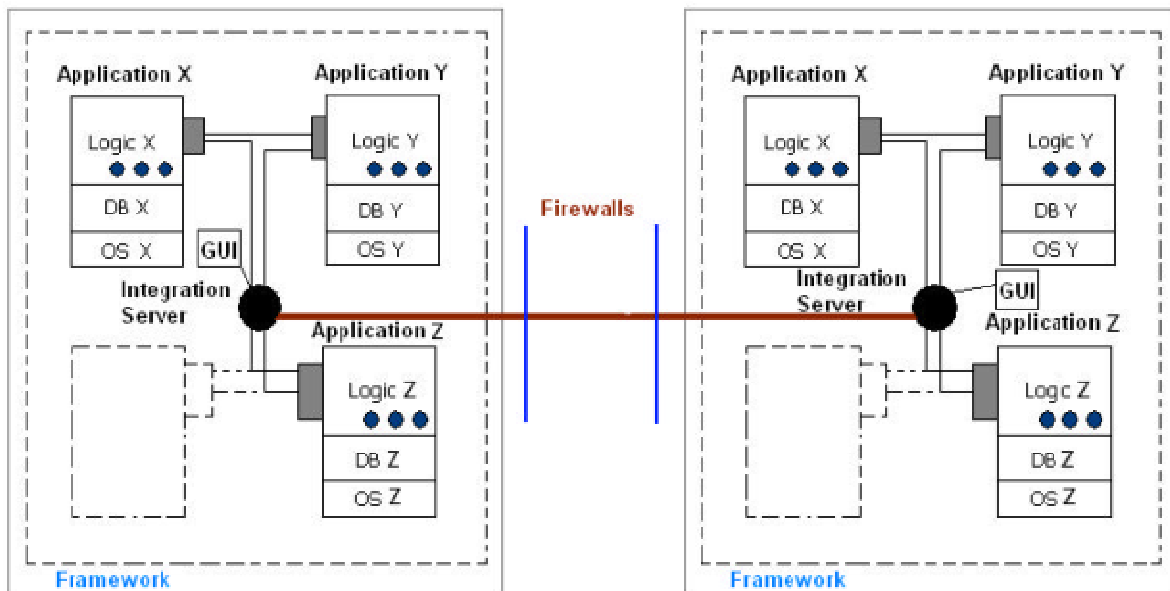 Application X
Application Y
Logic X
Logic Y
DB X
DB Y
OS X
OS Y
GUI
Integration
Server
Application Z
Logic Z
DB Z
OS Z
Framework
Firewalls
Application X
Application Y
Logic X
Logic Y
DB X
DB Y
OS X
OS Y
Integration
Server
GUI
Application Z
Logic Z
DB Z
OS Z
Framework